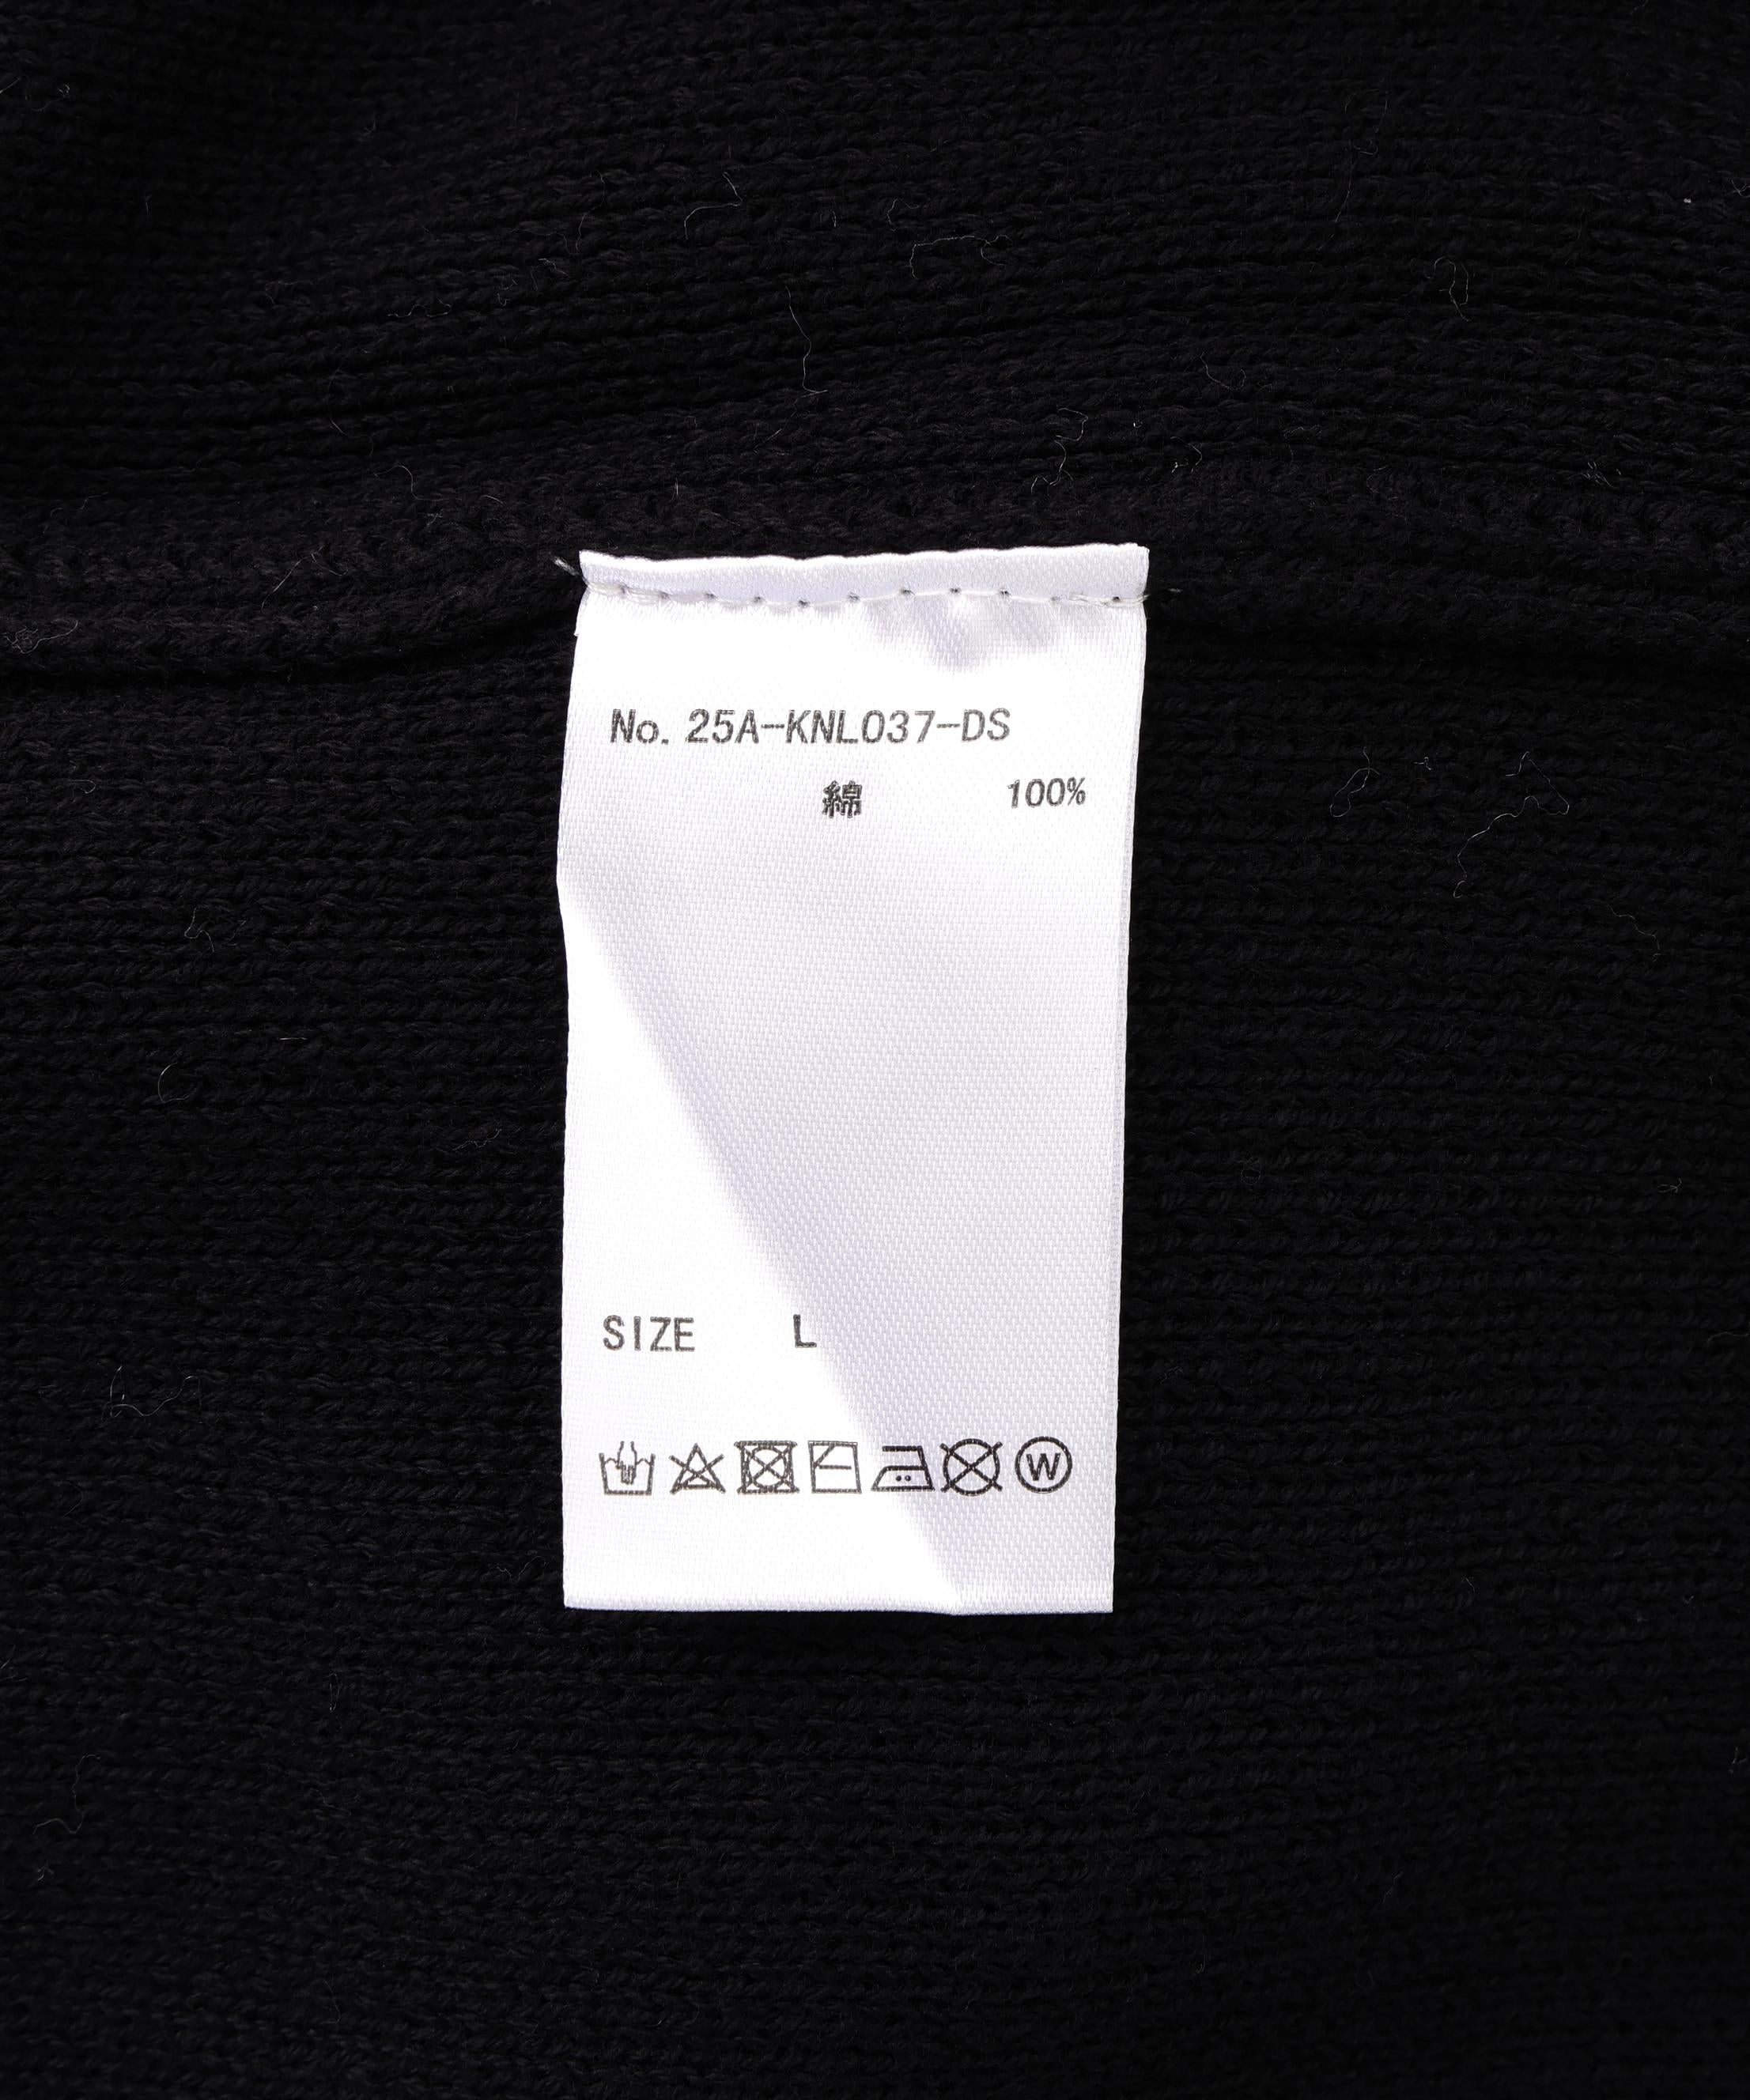 No. 25A-KNL037-DS
綿 100%
SIZE L
W